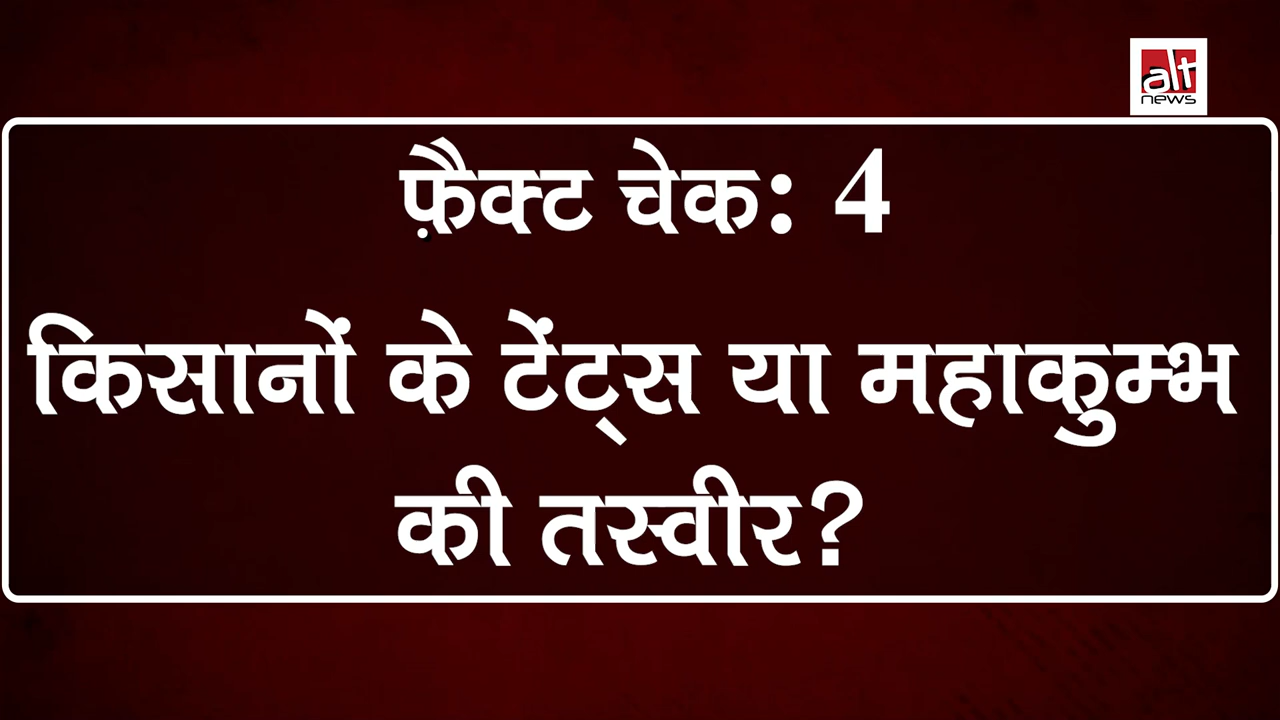 alt
news
फ़ैक्ट चेक: 4
किसानों के टेंट्स या महाकुम्भ
की तस्वीर?